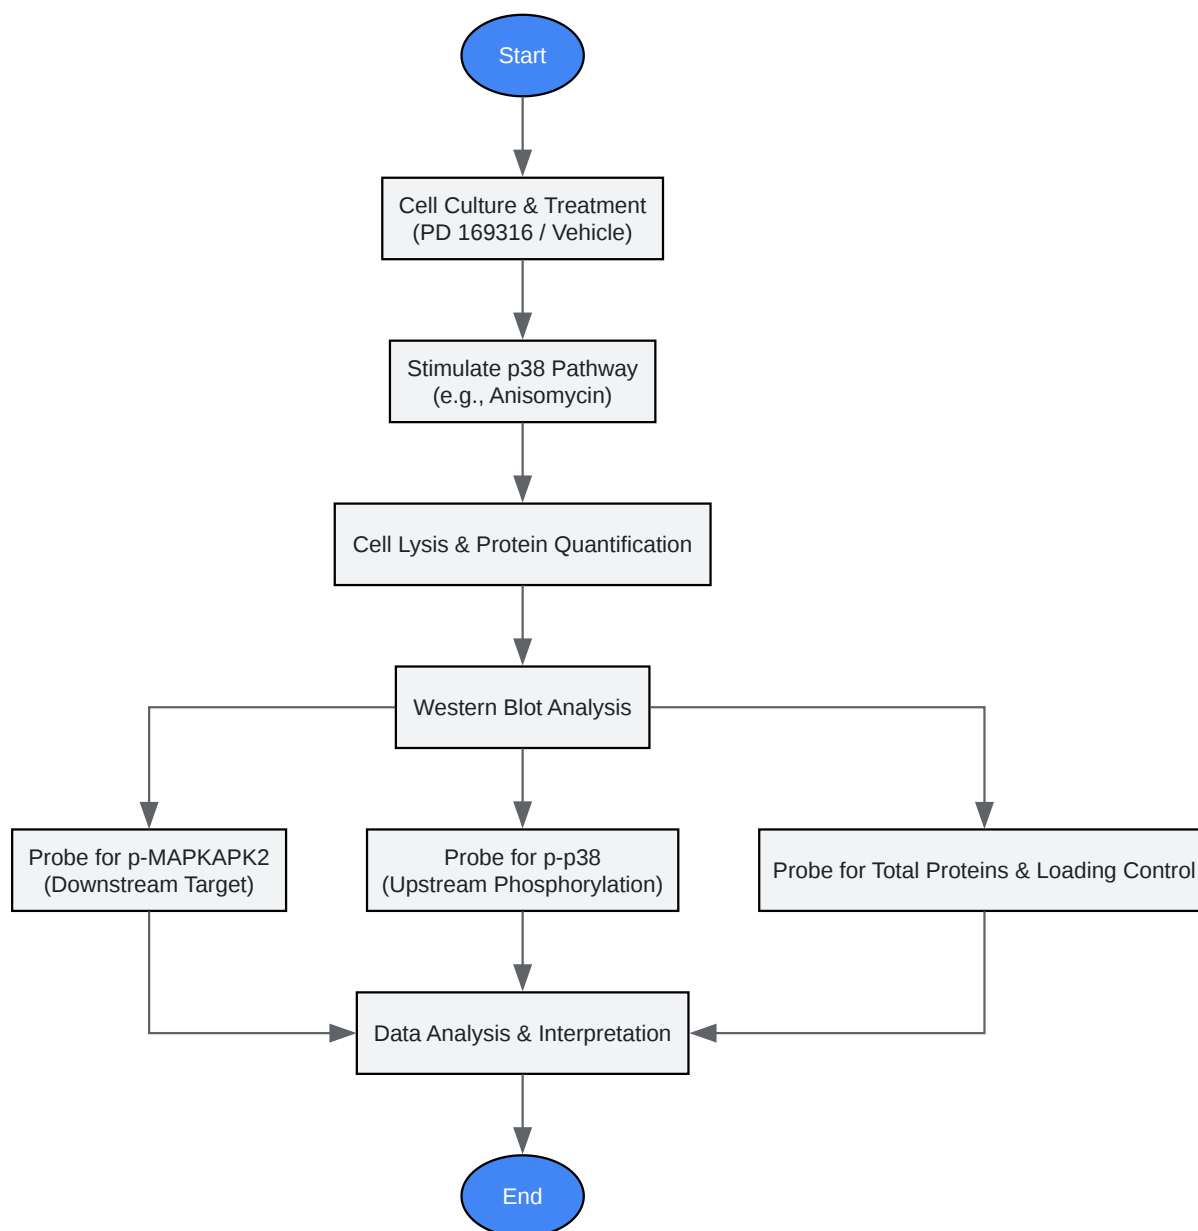 Start
Cell Culture & Treatment
(PD 169316 / Vehicle)
Stimulate p38 Pathway
(e.g., Anisomycin)
Cell Lysis & Protein Quantification
Western Blot Analysis
Probe for p-MAPKAPK2
(Downstream Target)
Probe for p-p38
(Upstream Phosphorylation)
Probe for Total Proteins & Loading Control
Data Analysis & Interpretation
End